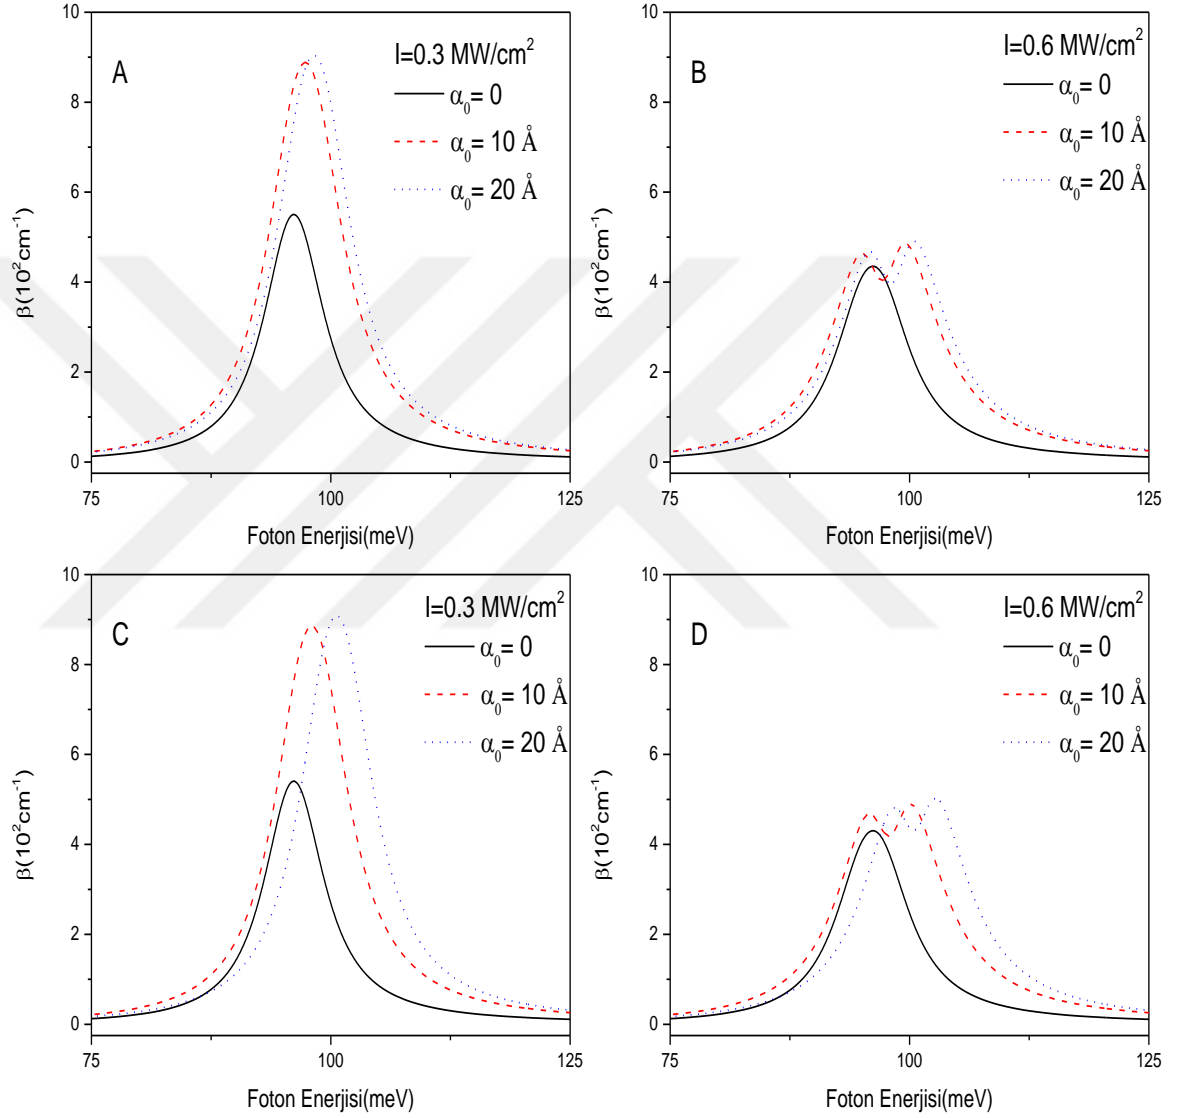 A
I=0.3 MW/cm²
α₀= 0
α₀= 10 Å
α₀= 20 Å
10
8
6
4
2
0
β(10²cm⁻¹)
75
100
125
Foton Enerjisi(meV)
B
I=0.6 MW/cm²
α₀= 0
α₀= 10 Å
α₀= 20 Å
10
8
6
4
2
0
β(10²cm⁻¹)
75
100
125
Foton Enerjisi(meV)
C
I=0.3 MW/cm²
α₀= 0
α₀= 10 Å
α₀= 20 Å
10
8
6
4
2
0
β(10²cm⁻¹)
75
100
125
Foton Enerjisi(meV)
D
I=0.6 MW/cm²
α₀= 0
α₀= 10 Å
α₀= 20 Å
10
8
6
4
2
0
β(10²cm⁻¹)
75
100
125
Foton Enerjisi(meV)